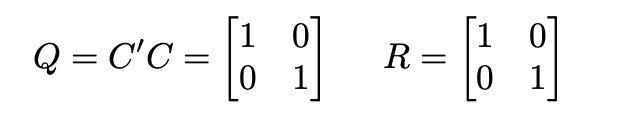 Q = C'C = [1 0; 0 1] R = [1 0; 0 1]